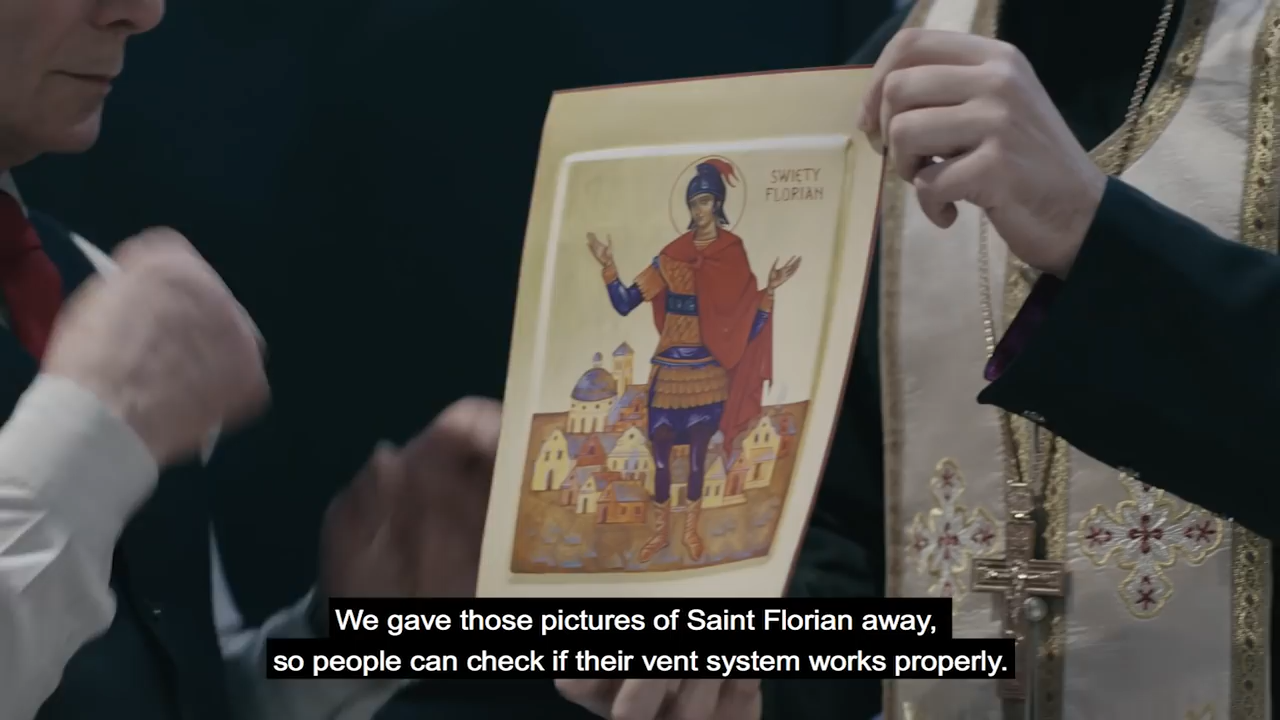 ŚWIĘTY
FLORIAN
We gave those pictures of Saint Florian away,
so people can check if their vent system works properly.